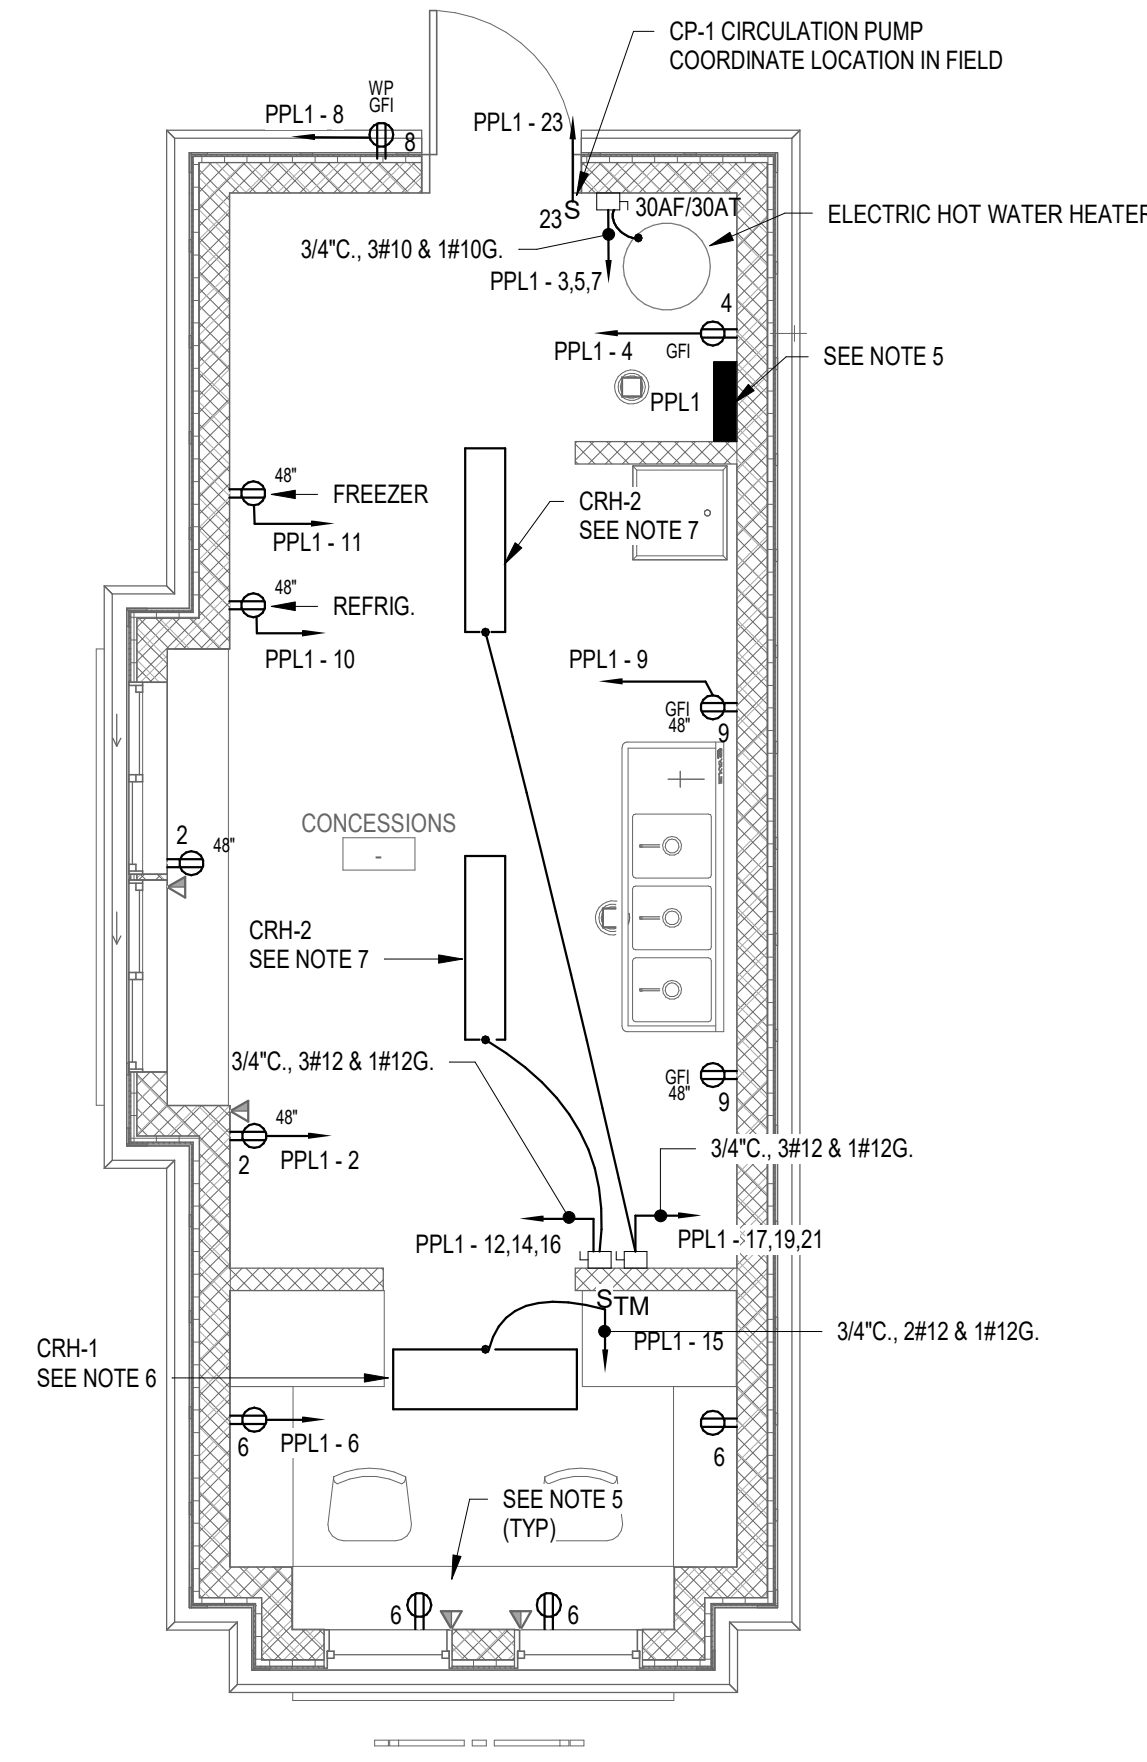 CP-1 CIRCULATION PUMP
COORDINATE LOCATION IN FIELD
WP
GFI
PPL1 - 8
8
PPL1 - 23
23 S
30AF/30AT
ELECTRIC HOT WATER HEATER
3/4"C., 3#10 & 1#10G.
PPL1 - 3,5,7
4
PPL1 - 4
GFI
SEE NOTE 5
PPL1
48"
FREEZER
PPL1 - 11
CRH-2
SEE NOTE 7
48"
REFRIG.
PPL1 - 10
PPL1 - 9
GFI
48"
9
CONCESSIONS
-
2
48"
CRH-2
SEE NOTE 7
3/4"C., 3#12 & 1#12G.
GFI
48"
9
48"
2
PPL1 - 2
3/4"C., 3#12 & 1#12G.
PPL1 - 12,14,16
PPL1 - 17,19,21
STM
PPL1 - 15
3/4"C., 2#12 & 1#12G.
CRH-1
SEE NOTE 6
6
PPL1 - 6
6
SEE NOTE 5
(TYP)
6
6